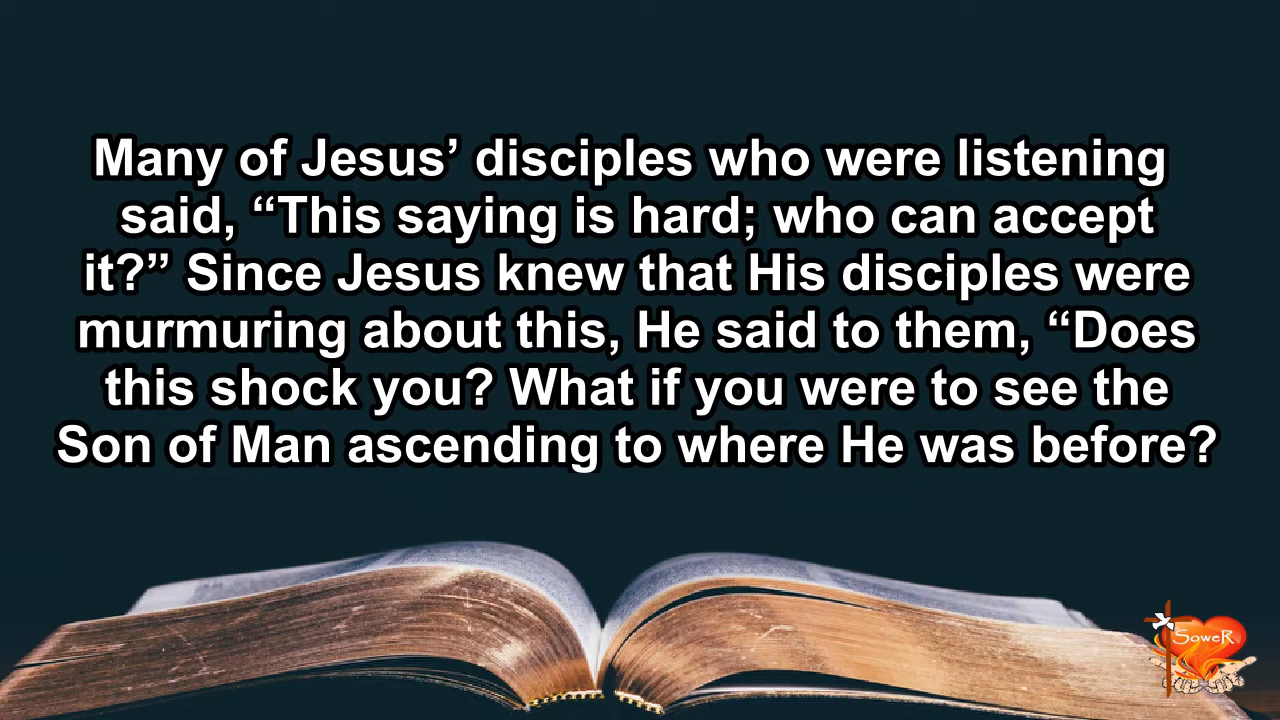 Many of Jesus’ disciples who were listening
said, “This saying is hard; who can accept
it?” Since Jesus knew that His disciples were
murmuring about this, He said to them, “Does
this shock you? What if you were to see the
Son of Man ascending to where He was before?
SoweR